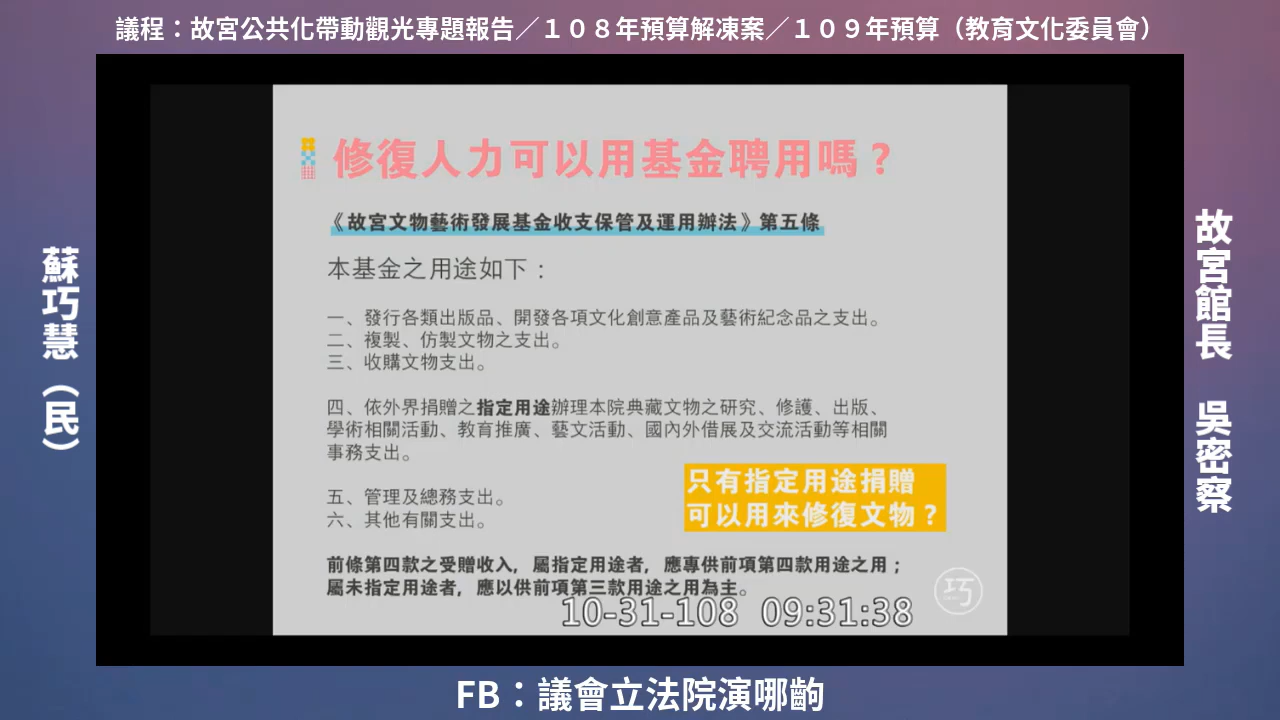 議程：故宮公共化帶動觀光專題報告／１０８年預算解凍案／１０９年預算（教育文化委員會）
蘇巧慧（民）
修復人力可以用基金聘用嗎？
《故宮文物藝術發展基金收支保管及運用辦法》第五條
本基金之用途如下：
一、發行各類出版品、開發各項文化創意產品及藝術紀念品之支出。
二、複製、仿製文物之支出。
三、收購文物支出。
四、依外界捐贈之指定用途辦理本院典藏文物之研究、修護、出版、
學術相關活動、教育推廣、藝文活動、國內外借展及交流活動等相關
事務支出。
五、管理及總務支出。
六、其他有關支出。
只有指定用途捐贈
可以用來修復文物？
前條第四款之受贈收入，屬指定用途者，應專供前項第四款用途之用；
屬未指定用途者，應以供前項第三款用途之用為主。
巧
10-31-108 09:31:38
故宮館長 吳密察
FB：議會立法院演哪齣